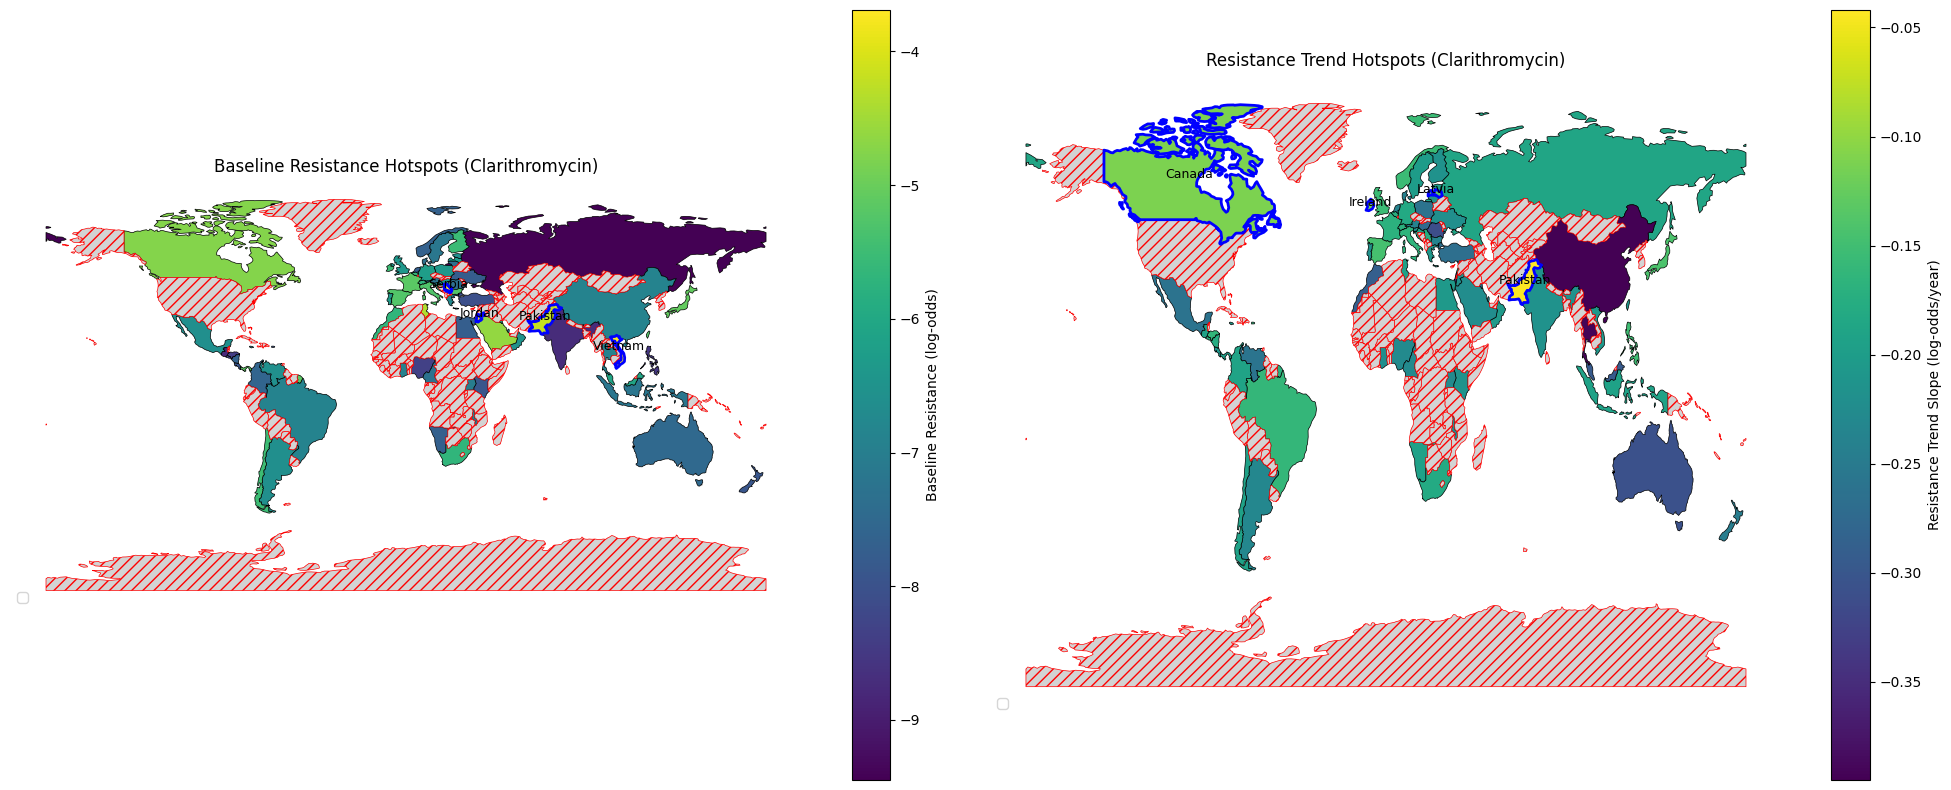 Baseline Resistance Hotspots (Clarithromycin)
Serbia
Jordan
Pakistan
Vietnam
−4
−5
−6
−7
−8
−9
Baseline Resistance (log-odds)
Resistance Trend Hotspots (Clarithromycin)
Canada
Latvia
Ireland
Pakistan
−0.05
−0.10
−0.15
−0.20
−0.25
−0.30
−0.35
Resistance Trend Slope (log-odds/year)